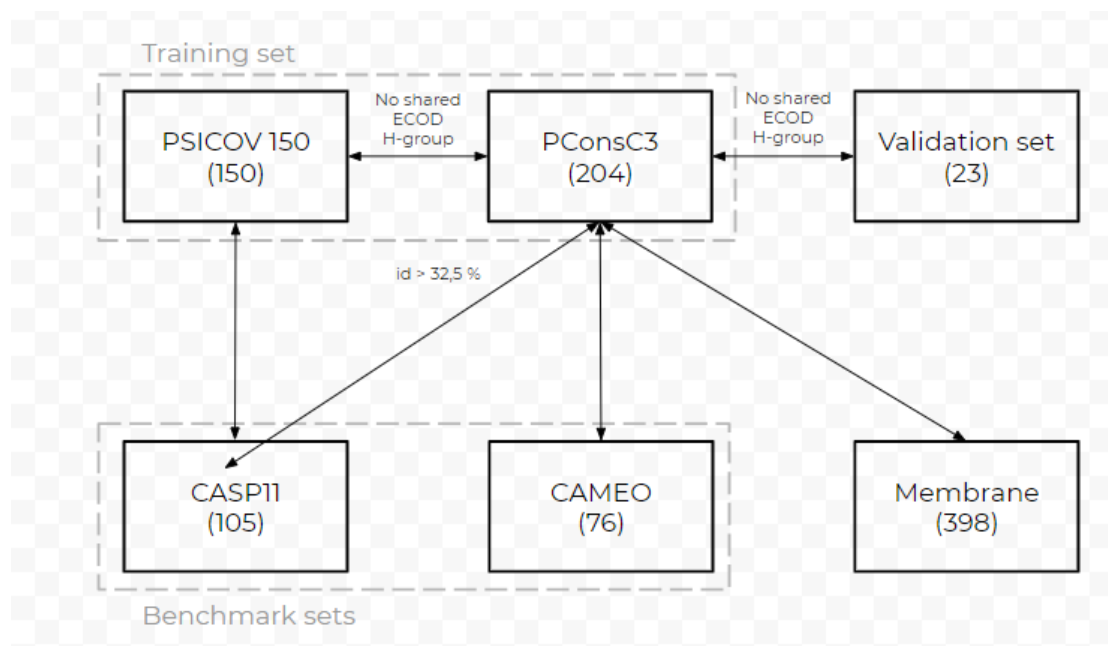 Training set
PSICOV 150
(150)
No shared
ECOD
H-group
PConsC3
(204)
No shared
ECOD
H-group
Validation set
(23)
id > 32,5 %
CASP11
(105)
CAMEO
(76)
Membrane
(398)
Benchmark sets